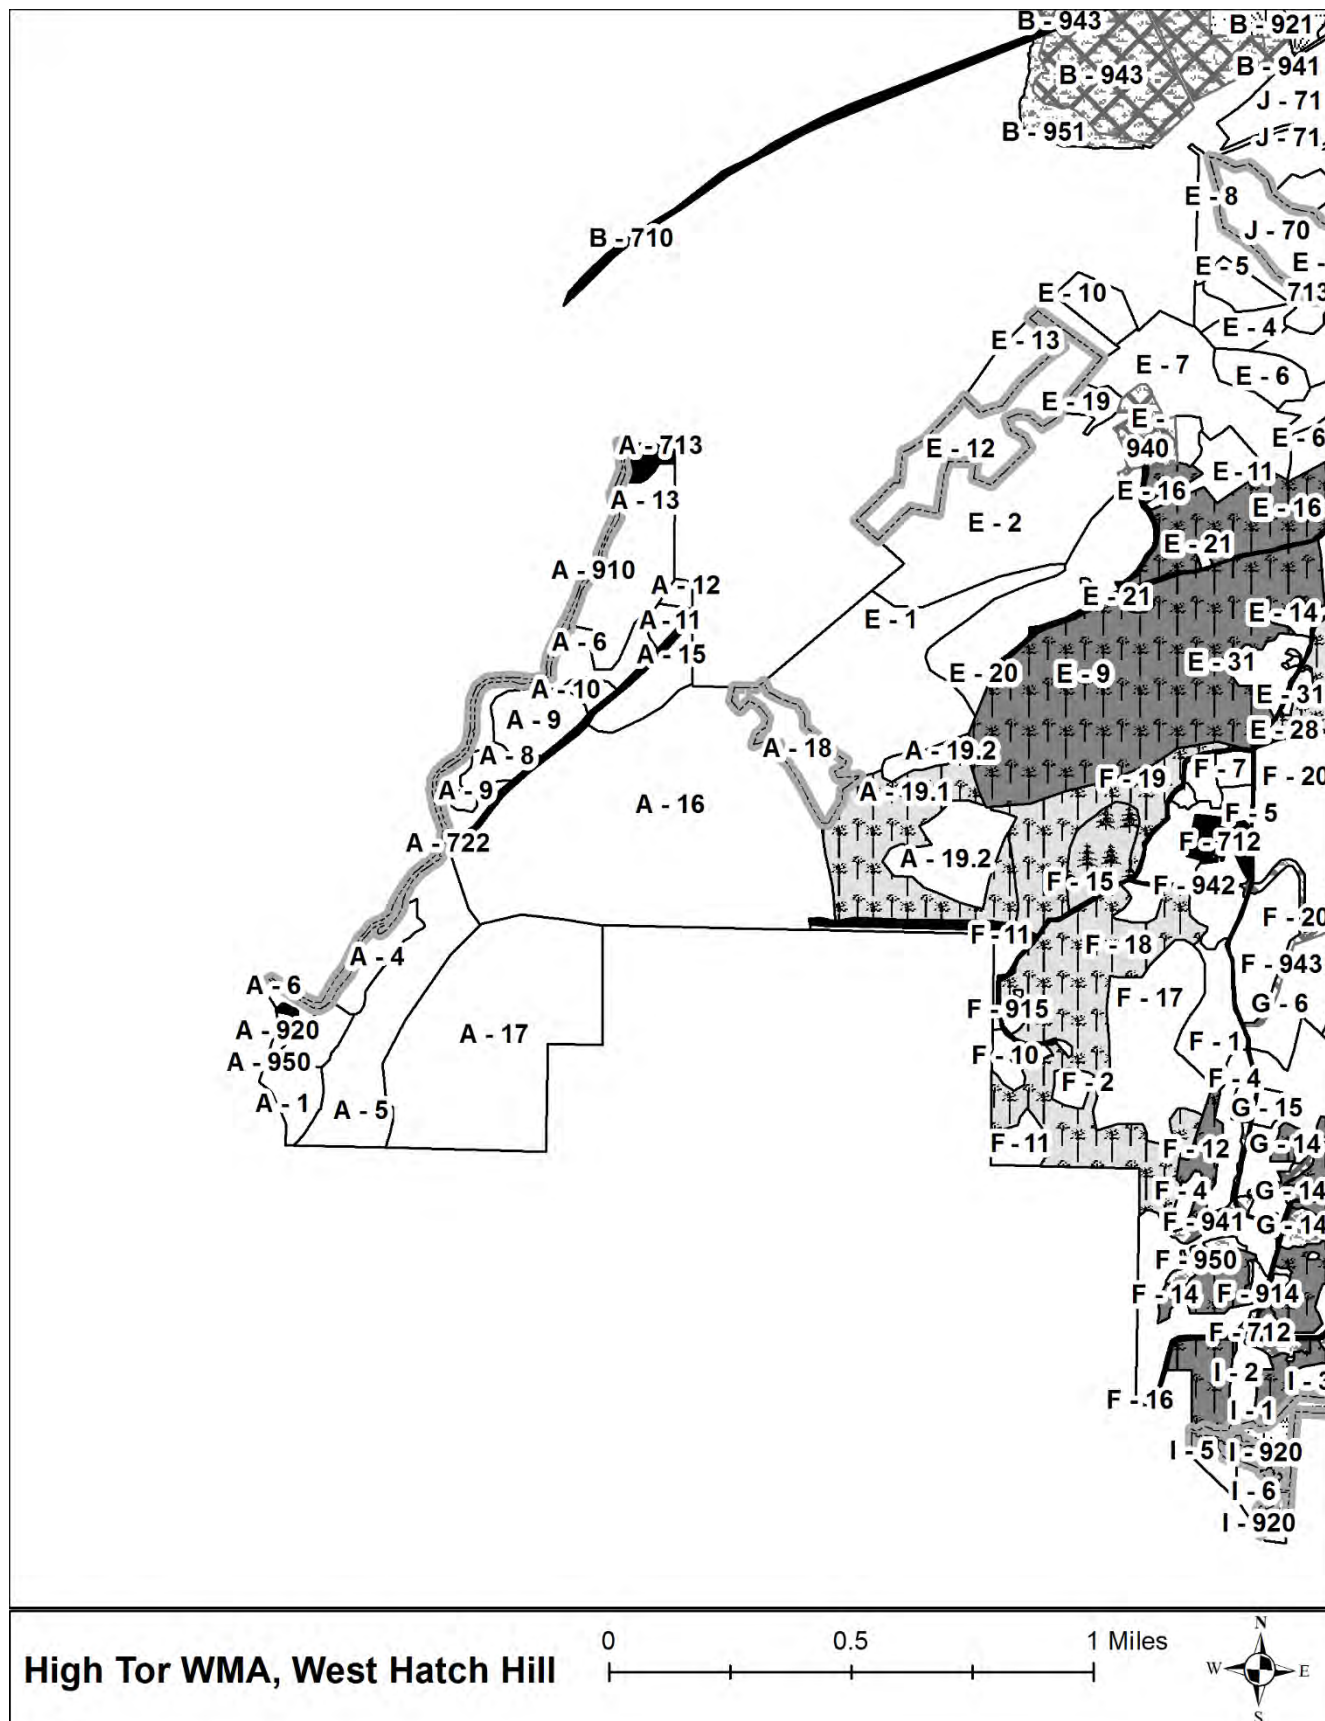 B - 943
B - 921
B - 943
B - 941
J - 71
B - 951
J - 71
E - 8
B - 710
J - 70
E - 5
E -
713
E - 10
E - 4
E - 13
E - 7
E - 6
E - 19
E -
940
E - 6
A - 713
E - 12
E - 11
E - 16
A - 13
E - 16
E - 2
E - 21
A - 910
A - 12
E - 21
A - 11
E - 1
E - 14
A - 6
A - 15
E - 31
E - 20
E - 9
A - 10
E - 31
A - 9
E - 28
A - 18
A - 19.2
A - 8
F - 7
F - 20
F - 19
A - 9
A - 19.1
A - 16
F - 5
A - 722
F - 712
A - 19.2
F - 15
F - 942
F - 20
F - 11
F - 18
A - 4
F - 943
A - 6
F - 17
G - 6
F - 915
A - 920
A - 17
F - 1
F - 10
A - 950
F - 4
F - 2
A - 1
A - 5
G - 15
F - 11
F - 12
G - 14
F - 4
G - 14
F - 941
G - 14
F - 950
F - 14
F - 914
F - 712
I - 2
I - 3
F - 16
I - 1
I - 5
I - 920
I - 6
I - 920
High Tor WMA, West Hatch Hill
0 0.5 1 Miles
N
W E
S